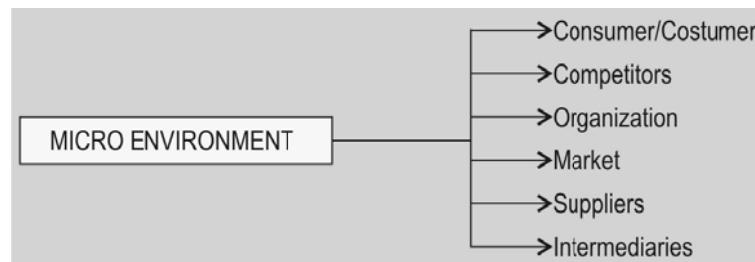 MICRO ENVIRONMENT
Consumer/Costumer
Competitors
Organization
Market
Suppliers
Intermediaries